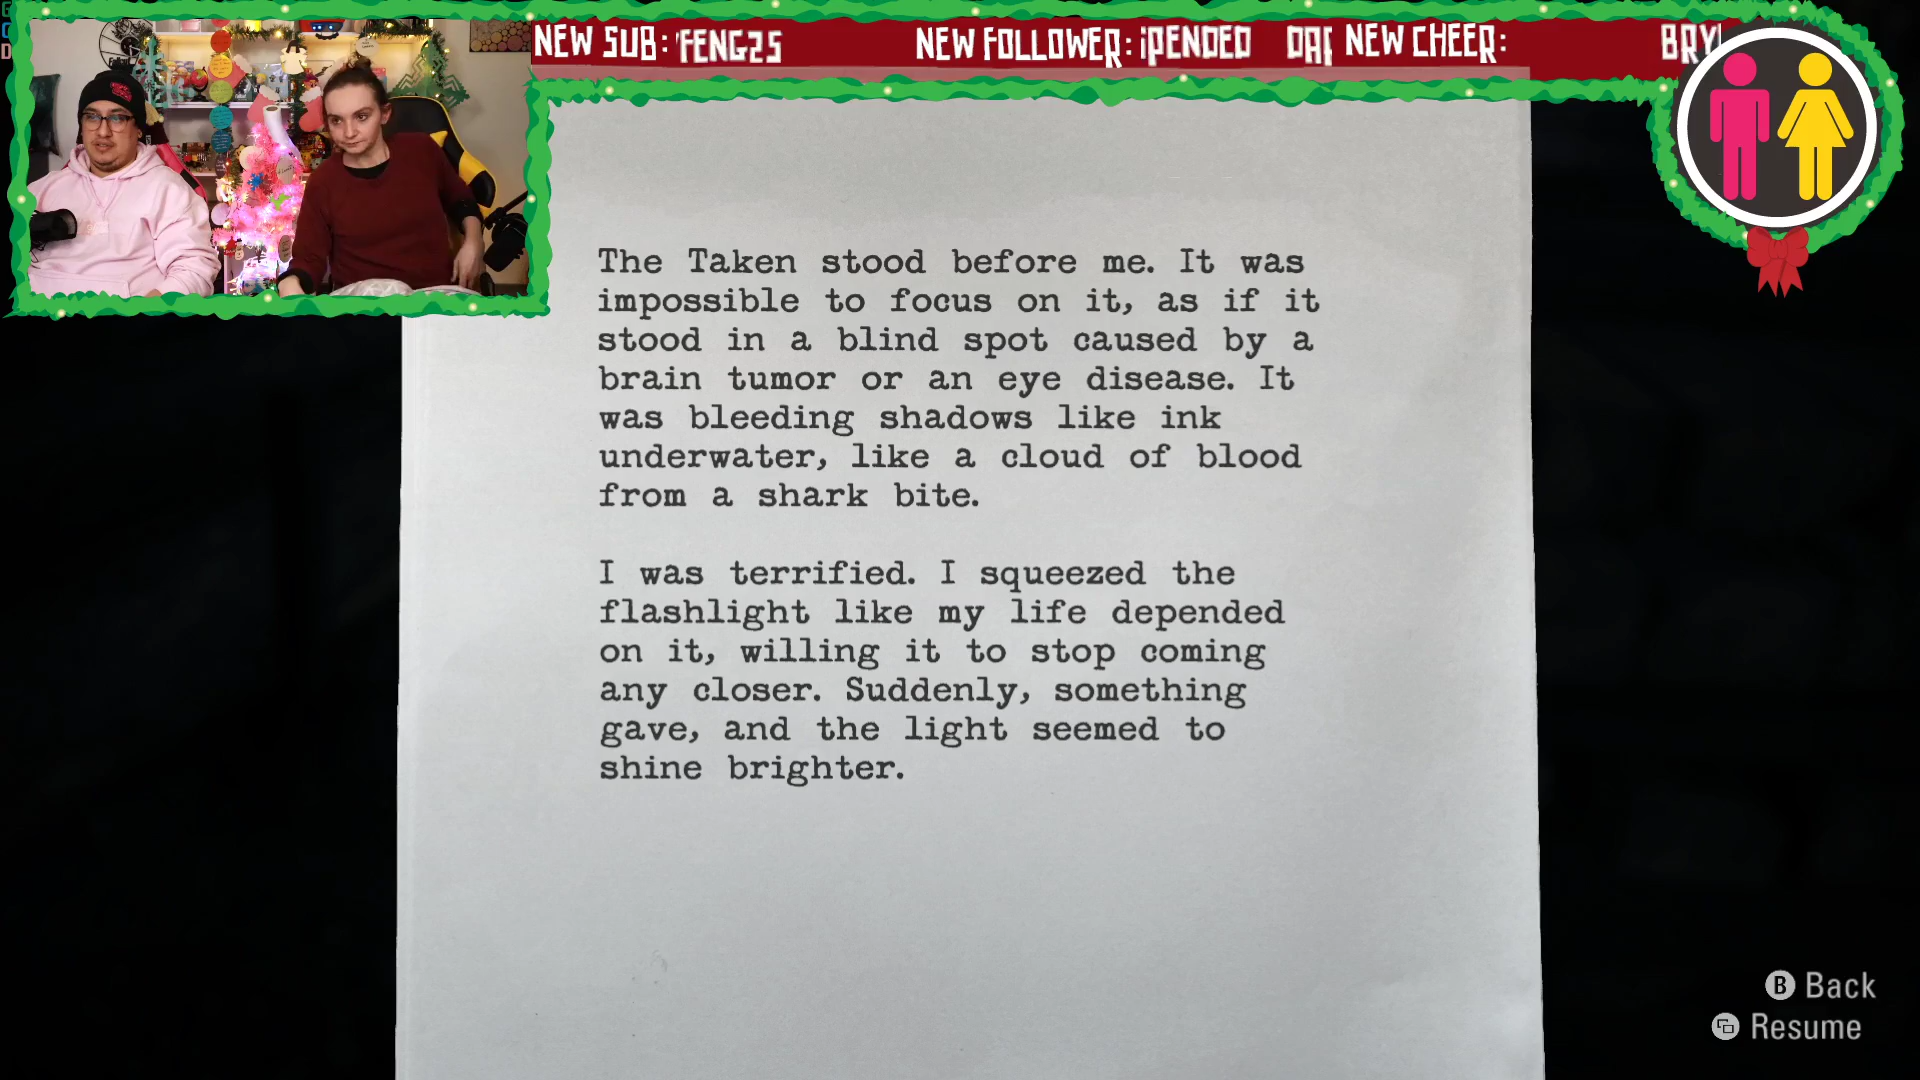 NEW SUB: FENG25 NEW FOLLOWER: iPENDED NEW CHEER:
The Taken stood before me. It was
impossible to focus on it, as if it
stood in a blind spot caused by a
brain tumor or an eye disease. It
was bleeding shadows like ink
underwater, like a cloud of blood
from a shark bite.
I was terrified. I squeezed the
flashlight like my life depended
on it, willing it to stop coming
any closer. Suddenly, something
gave, and the light seemed to
shine brighter.
B Back
Resume